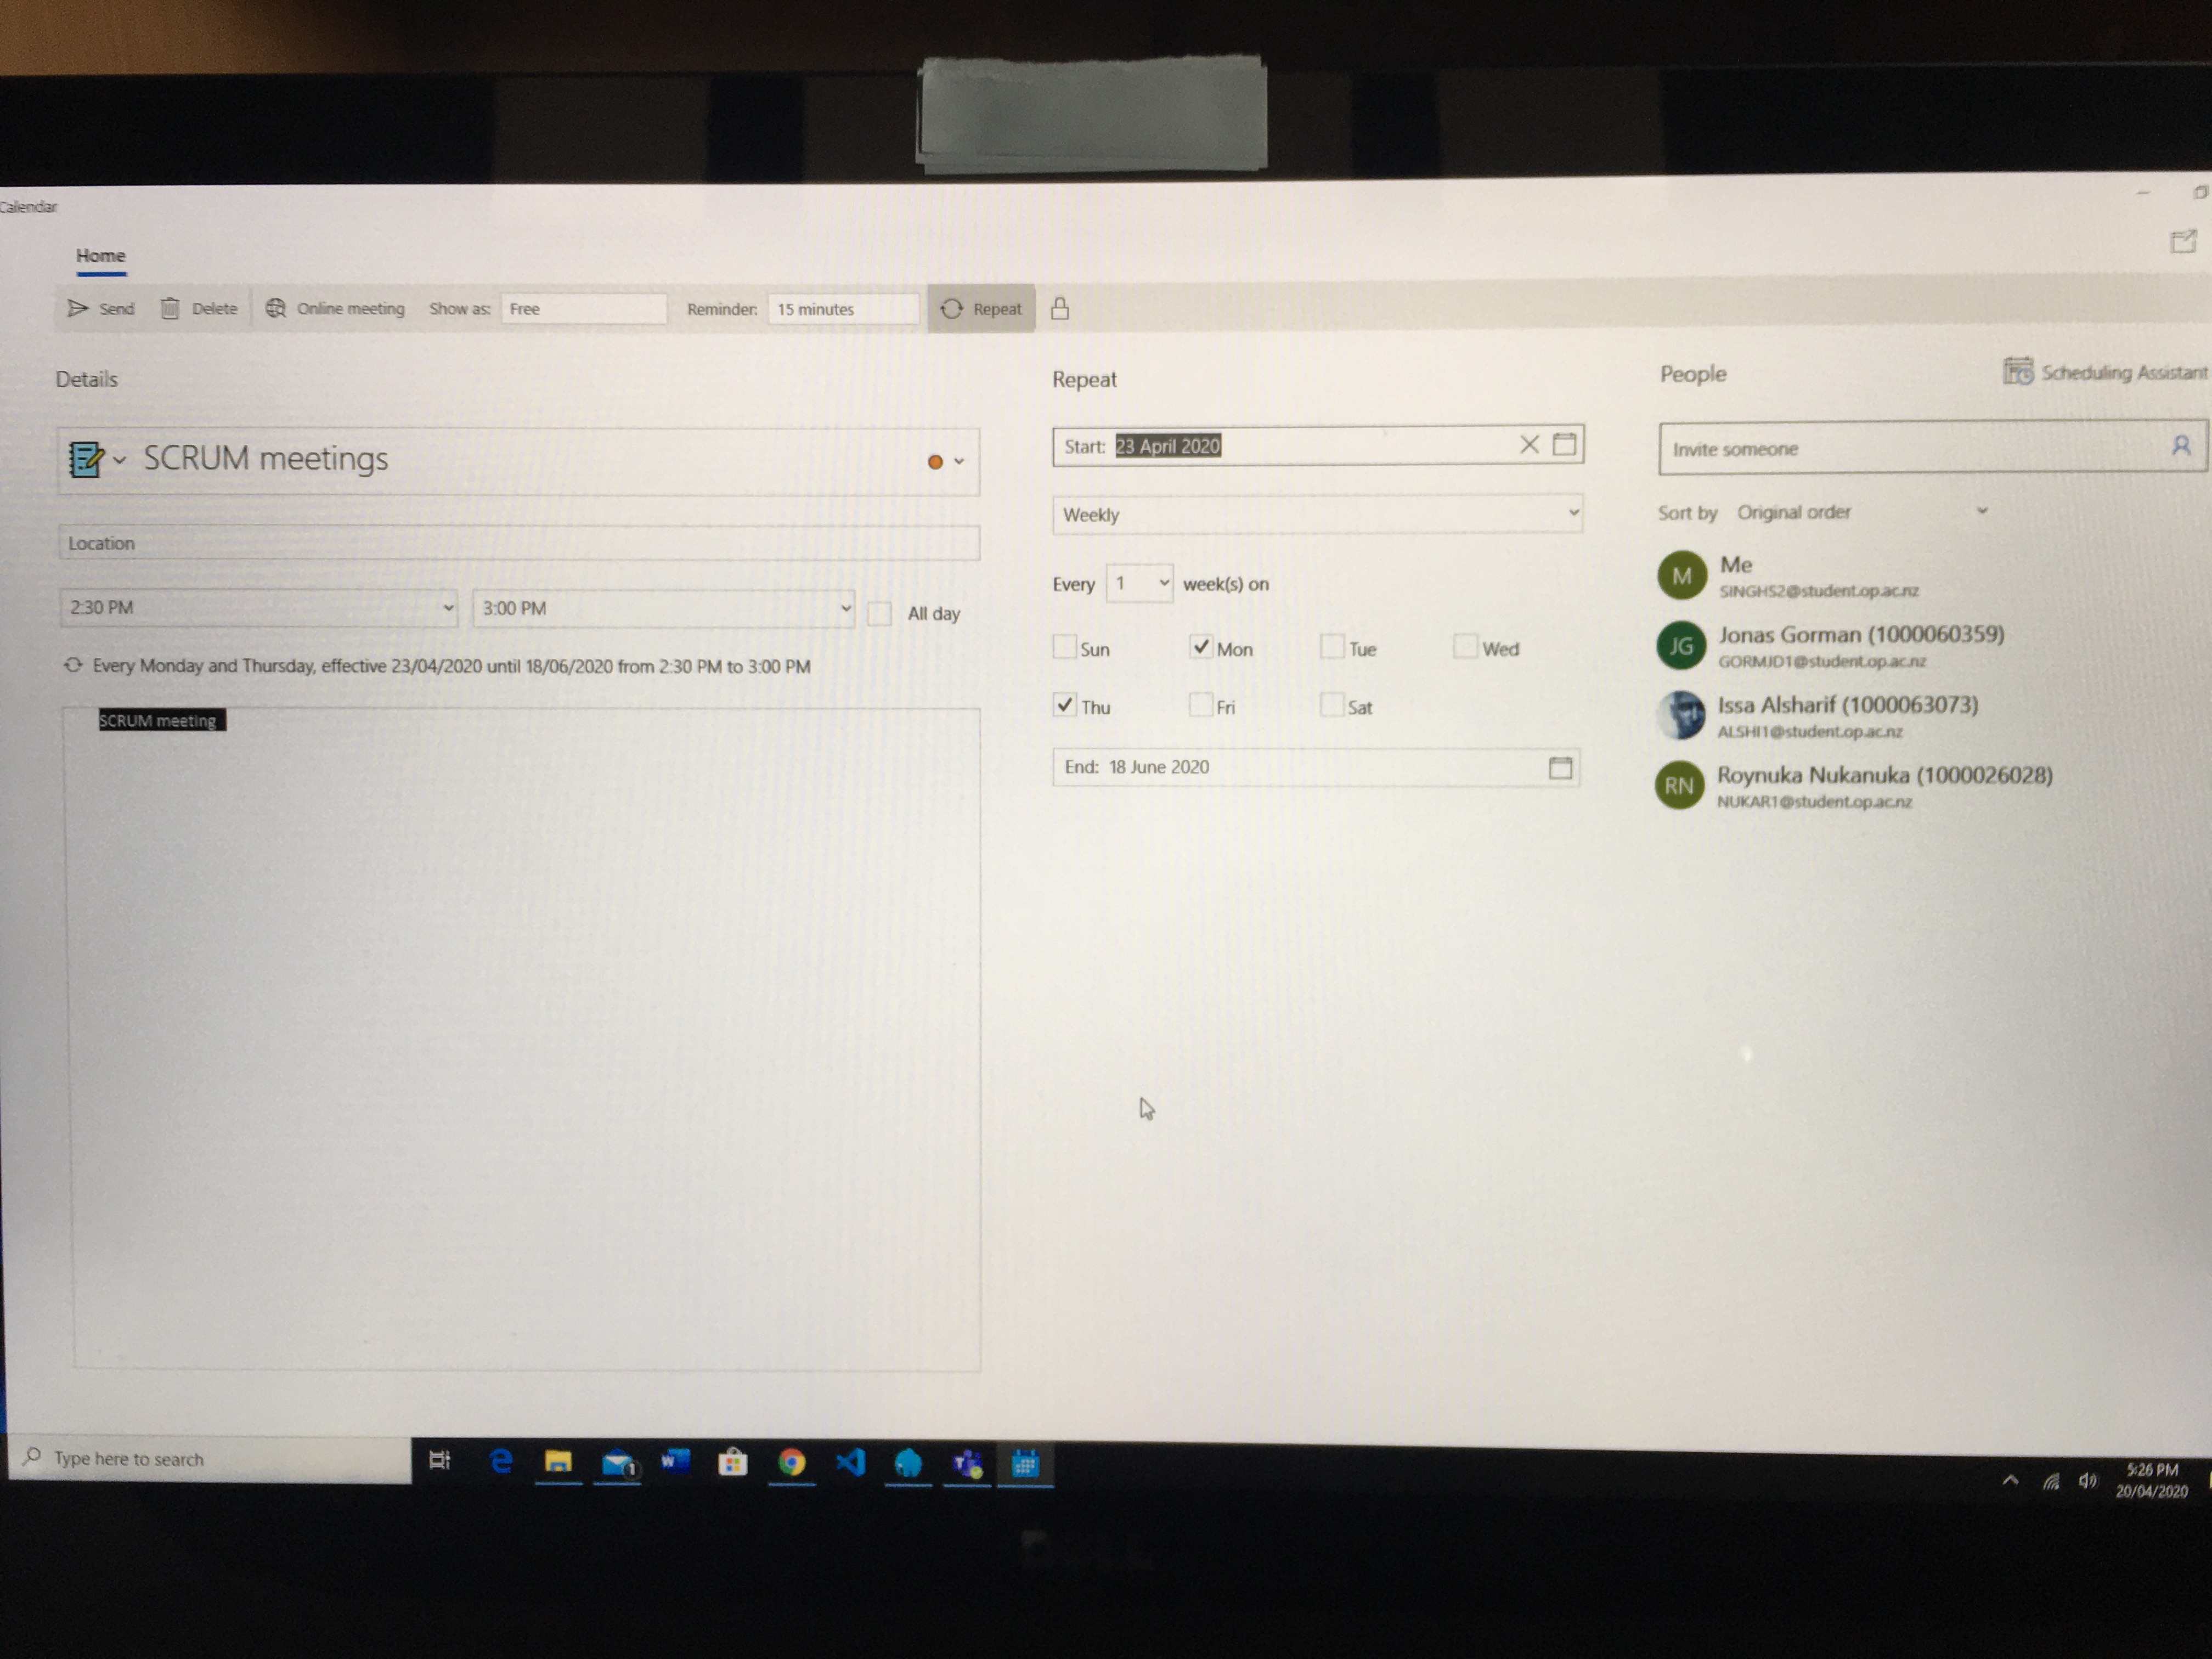 Calendar
Home
Send Delete Online meeting Show as: Free Reminder: 15 minutes Repeat
Details
SCRUM meetings
Location
2:30 PM 3:00 PM All day
Every Monday and Thursday, effective 23/04/2020 until 18/06/2020 from 2:30 PM to 3:00 PM
SCRUM meeting
Repeat
Start: 23 April 2020
Weekly
Every 1 week(s) on
Sun Mon Tue Wed
Thu Fri Sat
End: 18 June 2020
People Scheduling Assistant
Invite someone
Sort by Original order
M Me
SINGHS2@student.op.ac.nz
JG Jonas Gorman (1000060359)
GORMJD1@student.op.ac.nz
Issa Alsharif (1000063073)
ALSHI1@student.op.ac.nz
RN Roynuka Nukanuka (1000026028)
NUKAR1@student.op.ac.nz
Type here to search
1
5:26 PM
20/04/2020
DELL